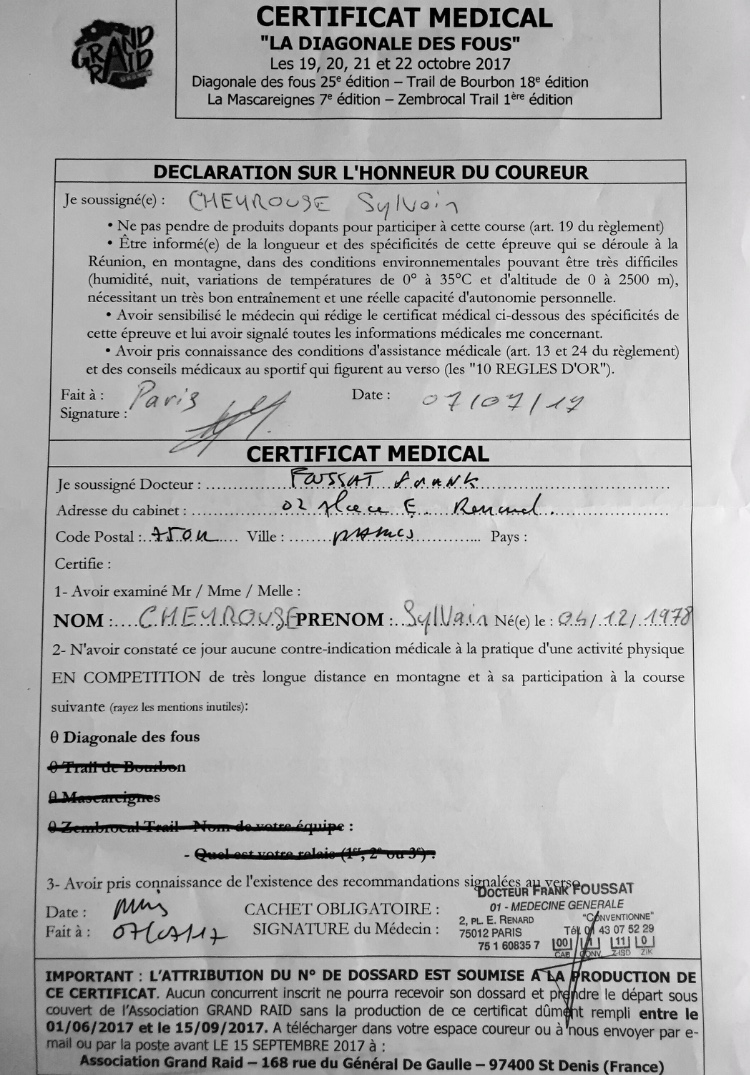 GRAND
RAID
CERTIFICAT MEDICAL
"LA DIAGONALE DES FOUS"
Les 19, 20, 21 et 22 octobre 2017
Diagonale des fous 25e édition – Trail de Bourbon 18e édition
La Mascareignes 7e édition – Zembrocal Trail 1ère édition
DECLARATION SUR L'HONNEUR DU COUREUR
Je soussigné(e) : CHEYROUSE Sylvain
• Ne pas pendre de produits dopants pour participer à cette course (art. 19 du règlement)
• Être informé(e) de la longueur et des spécificités de cette épreuve qui se déroule à la
Réunion, en montagne, dans des conditions environnementales pouvant être très difficiles
(humidité, nuit, variations de températures de 0° à 35°C et d'altitude de 0 à 2500 m),
nécessitant un très bon entraînement et une réelle capacité d'autonomie personnelle.
• Avoir sensibilisé le médecin qui rédige le certificat médical ci-dessous des spécificités de
cette épreuve et lui avoir signalé toutes les informations médicales me concernant.
• Avoir pris connaissance des conditions d'assistance médicale (art. 13 et 24 du règlement)
et des conseils médicaux au sportif qui figurent au verso (les "10 REGLES D'OR").
Fait à : Paris Date : 07/07/17
Signature :
CERTIFICAT MEDICAL
Je soussigné Docteur : FOUSSAT FRANK
Adresse du cabinet : 02 place E. Renard
Code Postal : 75012 Ville : Pays :
Certifie :
1- Avoir examiné Mr / Mme / Melle :
NOM : CHEYROUSE PRENOM : Sylvain Né(e) le : 04/12/1978
2- N'avoir constaté ce jour aucune contre-indication médicale à la pratique d'une activité physique
EN COMPETITION de très longue distance en montagne et à sa participation à la course
suivante (rayez les mentions inutiles):
θ Diagonale des fous
θ Trail de Bourbon
θ Mascareignes
θ Zembrocal Trail - Nom de votre équipe :
- Quel est votre relais (1er, 2e ou 3e) :
3- Avoir pris connaissance de l'existence des recommandations signalées au verso
Date : CACHET OBLIGATOIRE :
Fait à : 07/07/17 SIGNATURE du Médecin :
DOCTEUR FRANK FOUSSAT
01 - MEDECINE GENERALE
2, PL. E. RENARD "CONVENTIONNE"
75012 PARIS Tél. 01 43 07 52 29
75 1 60835 7 00 1 11 0
CAB CONV. ZISD ZIK
IMPORTANT : L'ATTRIBUTION DU N° DE DOSSARD EST SOUMISE A LA PRODUCTION DE
CE CERTIFICAT. Aucun concurrent inscrit ne pourra recevoir son dossard et prendre le départ sous
couvert de l'Association GRAND RAID sans la production de ce certificat dûment rempli entre le
01/06/2017 et le 15/09/2017. A télécharger dans votre espace coureur ou à nous envoyer par e-
mail ou par la poste avant LE 15 SEPTEMBRE 2017 à :
Association Grand Raid – 168 rue du Général De Gaulle – 97400 St Denis (France)